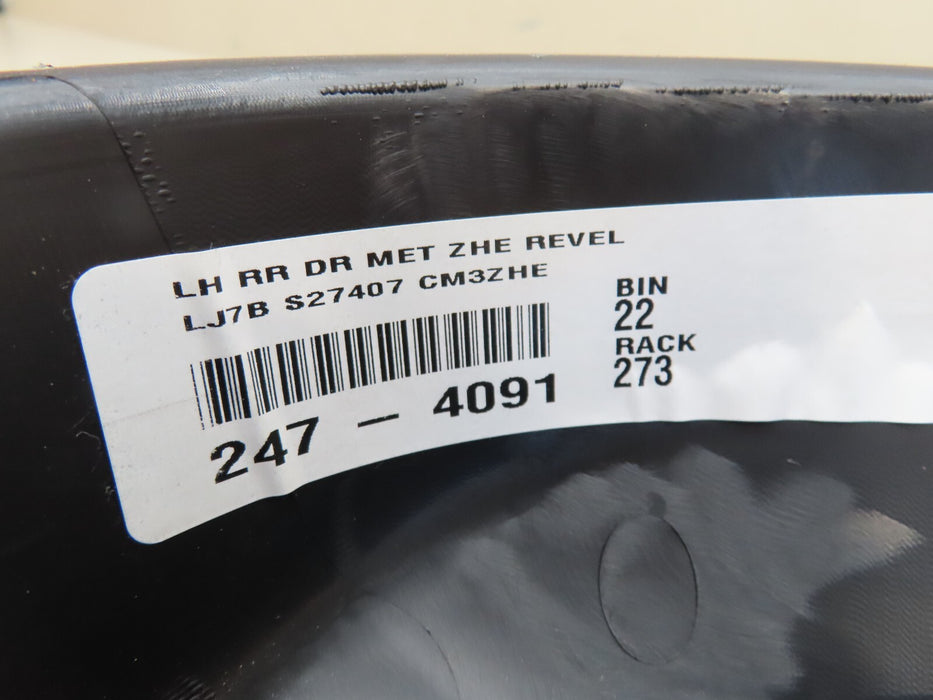 LH RR DR MET ZHE REVEL
LJ7B S27407 CM3ZHE
247 - 4091
BIN
22
RACK
273